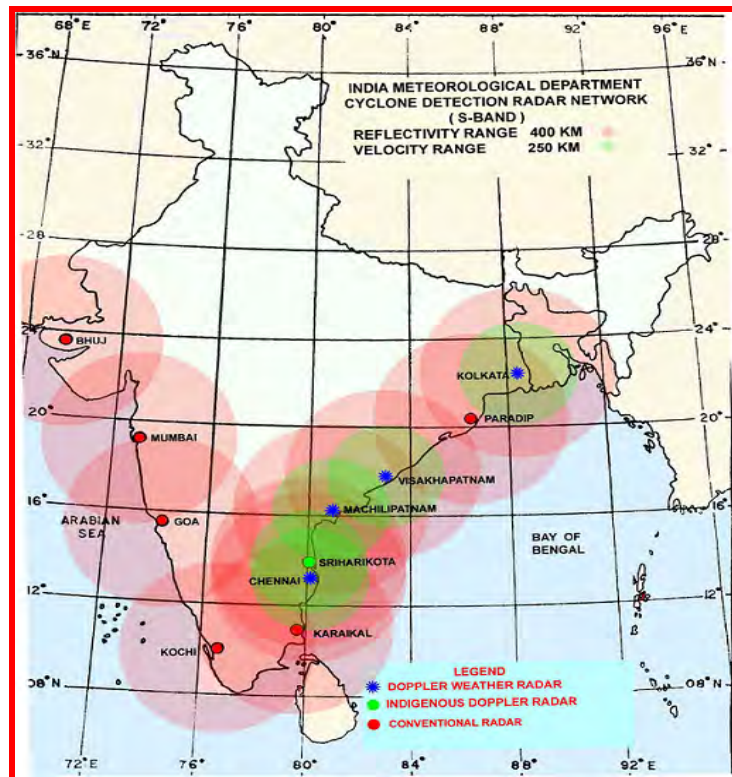 68°E 72°E 76° 80° 84° 88° 92° 96°E
36°N
36°N
INDIA METEOROLOGICAL DEPARTMENT
CYCLONE DETECTION RADAR NETWORK
( S-BAND )
REFLECTIVITY RANGE 400 KM
VELOCITY RANGE 250 KM
32°
32°
28°
28°
24°
24°
BHUJ
KOLKATA
20°
20°
PARADIP
MUMBAI
VISAKHAPATNAM
16°
16°
MACHILIPATNAM
ARABIAN
SEA
GOA
BAY OF
BENGAL
SRIHARIKOTA
CHENNAI
12°
12°
KARAIKAL
KOCHI
08°N
08°N
LEGEND
DOPPLER WEATHER RADAR
INDIGENOUS DOPPLER RADAR
CONVENTIONAL RADAR
72°E 76° 80° 84° 88° 92°E